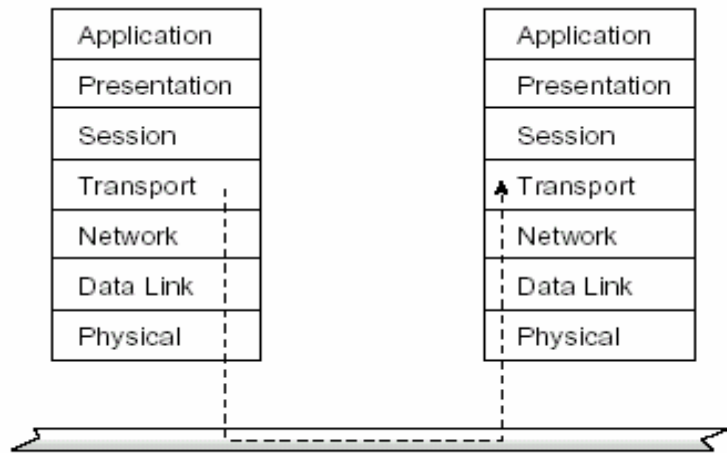 Application
Presentation
Session
Transport
Network
Data Link
Physical
Application
Presentation
Session
Transport
Network
Data Link
Physical